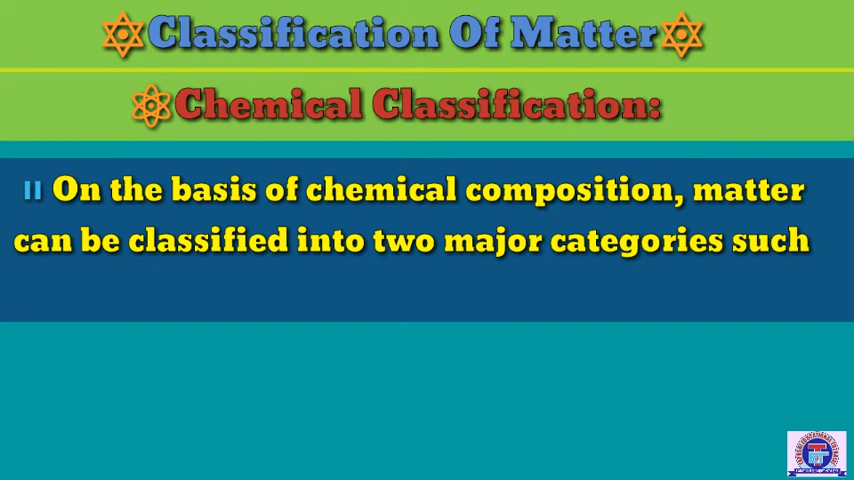 Classification Of Matter
Chemical Classification:
On the basis of chemical composition, matter
can be classified into two major categories such